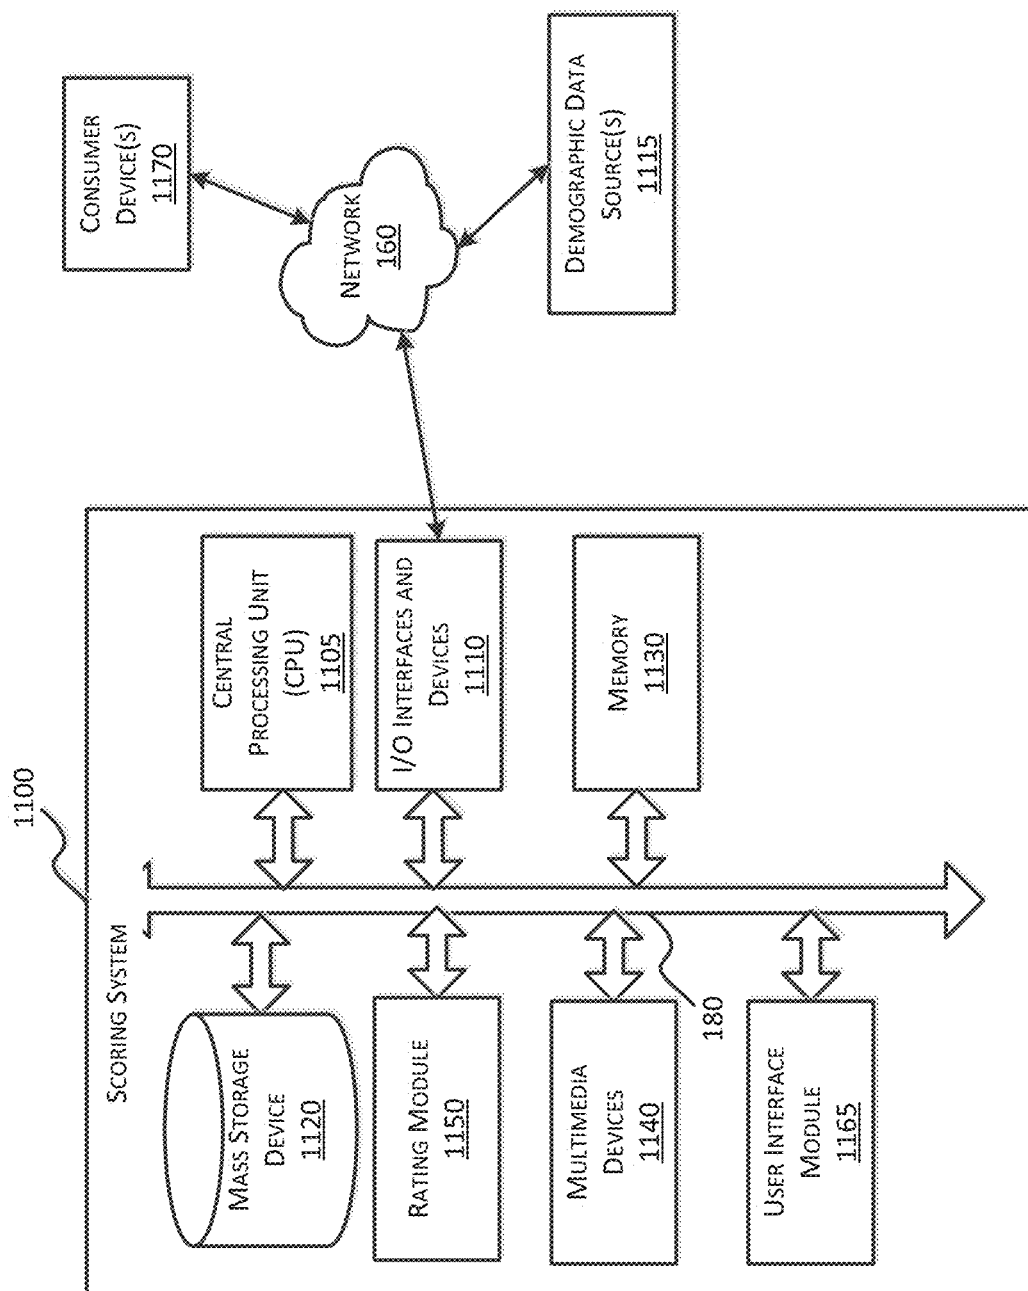 1100
SCORING SYSTEM
MASS STORAGE
DEVICE
1120
RATING MODULE
1150
MULTIMEDIA
DEVICES
1140
USER INTERFACE
MODULE
1165
180
CENTRAL
PROCESSING UNIT
(CPU)
1105
I/O INTERFACES AND
DEVICES
1110
MEMORY
1130
NETWORK
160
CONSUMER
DEVICE(S)
1170
DEMOGRAPHIC DATA
SOURCE(S)
1115